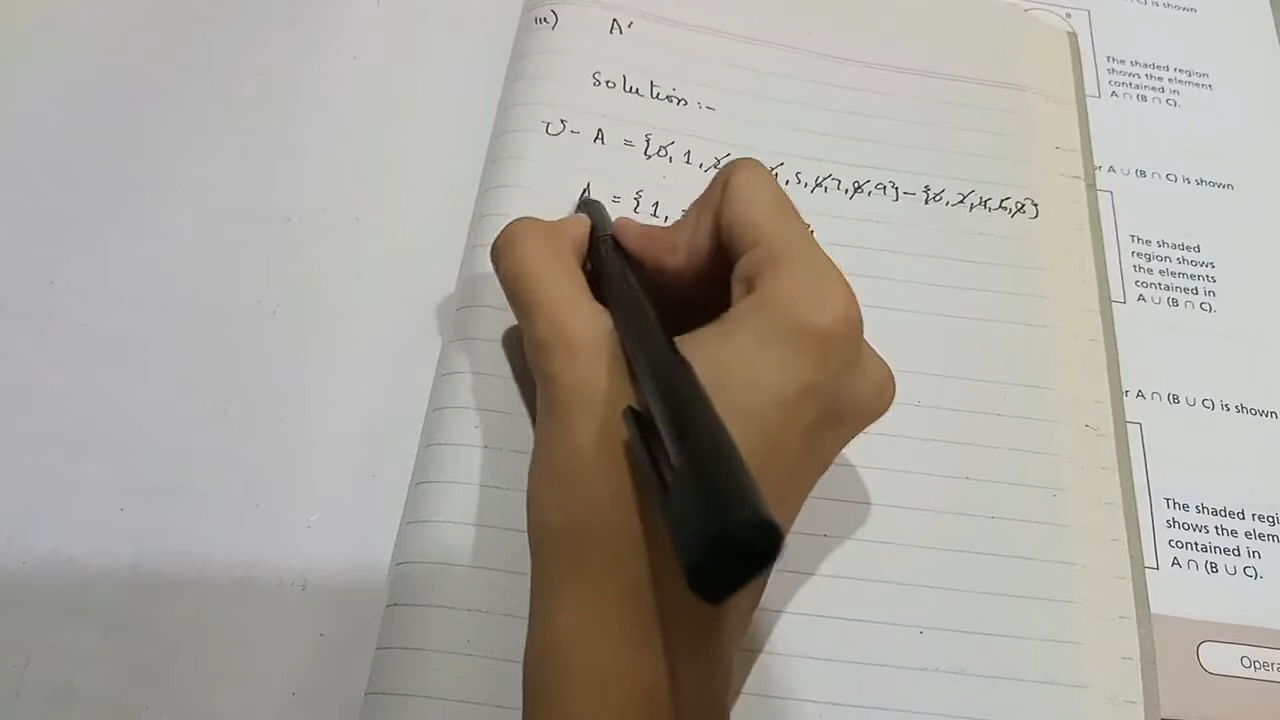 iii) A'
Solution :-
U - A = {0, 1, 2, 4, 5, 6, 7, 8, 9} - {0, 2, 4, 6, 8}
A = {1,
) is shown
B
The shaded region
shows the element
contained in
A ∩ (B ∩ C).
r A ∪ (B ∩ C) is shown
The shaded
region shows
the elements
contained in
A ∪ (B ∩ C).
r A ∩ (B ∪ C) is shown
The shaded regi
shows the elem
contained in
A ∩ (B ∪ C).
Opera